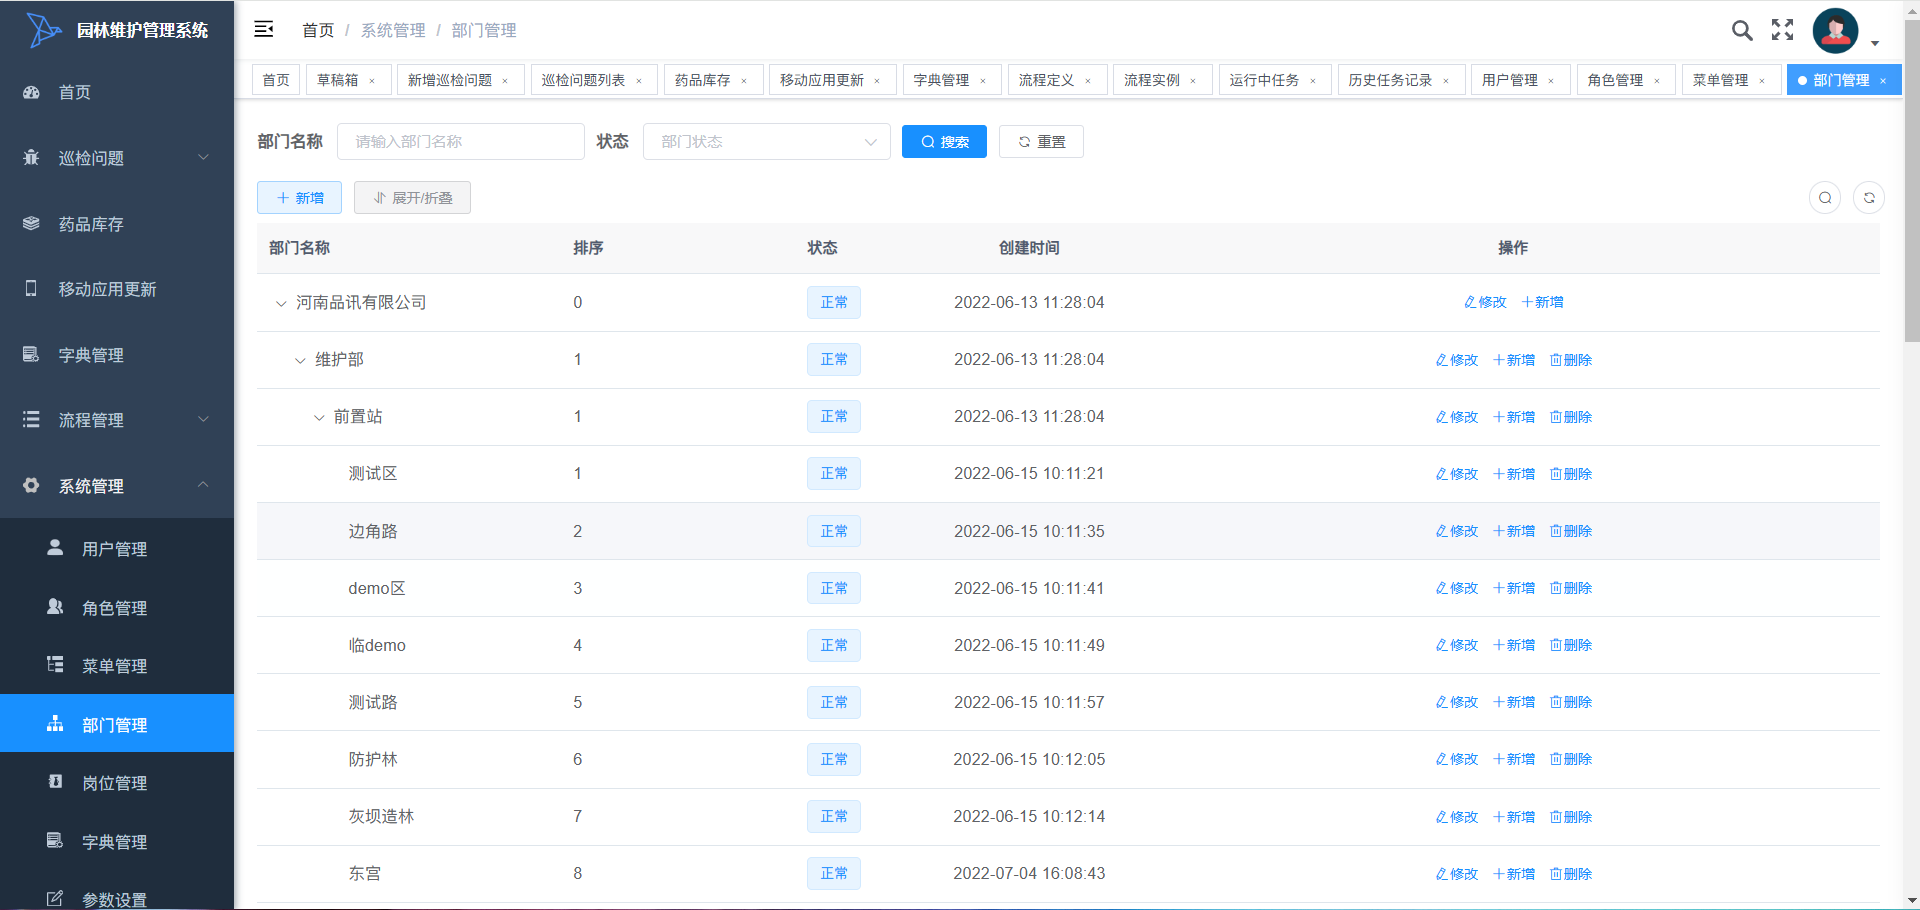 园林维护管理系统
首页 / 系统管理 / 部门管理
首页 草稿箱 × 新增巡检问题 × 巡检问题列表 × 药品库存 × 移动应用更新 × 字典管理 × 流程定义 × 流程实例 × 运行中任务 × 历史任务记录 × 用户管理 × 角色管理 × 菜单管理 × 部门管理 ×
首页
巡检问题
药品库存
移动应用更新
字典管理
流程管理
系统管理
用户管理
角色管理
菜单管理
部门管理
岗位管理
字典管理
参数设置
部门名称 请输入部门名称 状态 部门状态 搜索 重置
新增 展开/折叠
部门名称 排序 状态 创建时间 操作
河南品讯有限公司 0 正常 2022-06-13 11:28:04 修改 新增
维护部 1 正常 2022-06-13 11:28:04 修改 新增 删除
前置站 1 正常 2022-06-13 11:28:04 修改 新增 删除
测试区 1 正常 2022-06-15 10:11:21 修改 新增 删除
边角路 2 正常 2022-06-15 10:11:35 修改 新增 删除
demo区 3 正常 2022-06-15 10:11:41 修改 新增 删除
临demo 4 正常 2022-06-15 10:11:49 修改 新增 删除
测试路 5 正常 2022-06-15 10:11:57 修改 新增 删除
防护林 6 正常 2022-06-15 10:12:05 修改 新增 删除
灰坝造林 7 正常 2022-06-15 10:12:14 修改 新增 删除
东宫 8 正常 2022-07-04 16:08:43 修改 新增 删除